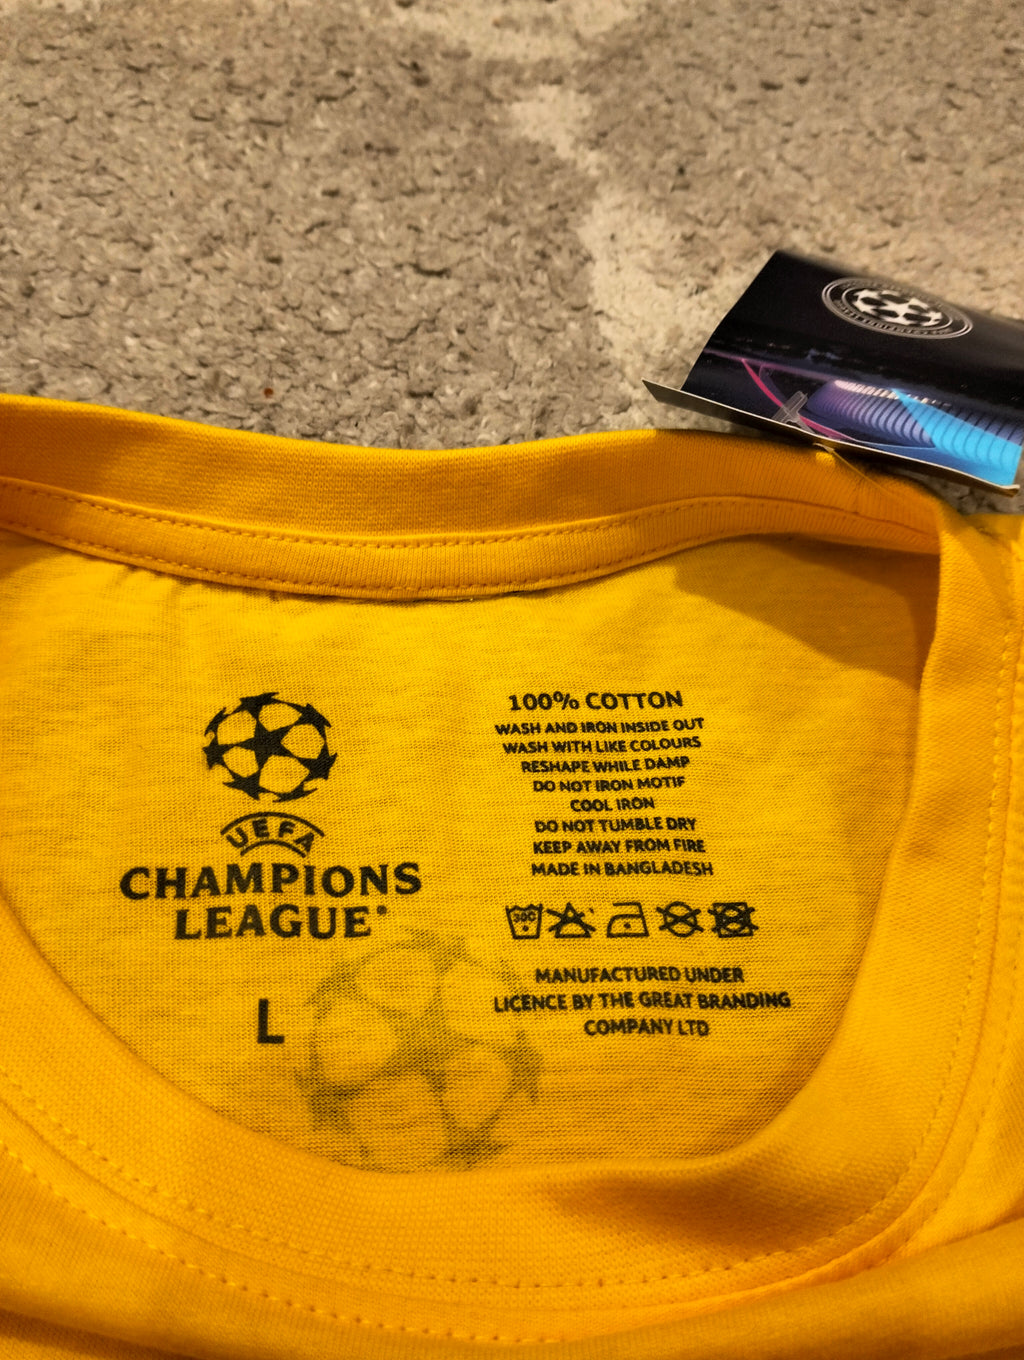 UEFA
CHAMPIONS
LEAGUE®
L
100% COTTON
WASH AND IRON INSIDE OUT
WASH WITH LIKE COLOURS
RESHAPE WHILE DAMP
DO NOT IRON MOTIF
COOL IRON
DO NOT TUMBLE DRY
KEEP AWAY FROM FIRE
MADE IN BANGLADESH
30C
MANUFACTURED UNDER
LICENCE BY THE GREAT BRANDING
COMPANY LTD